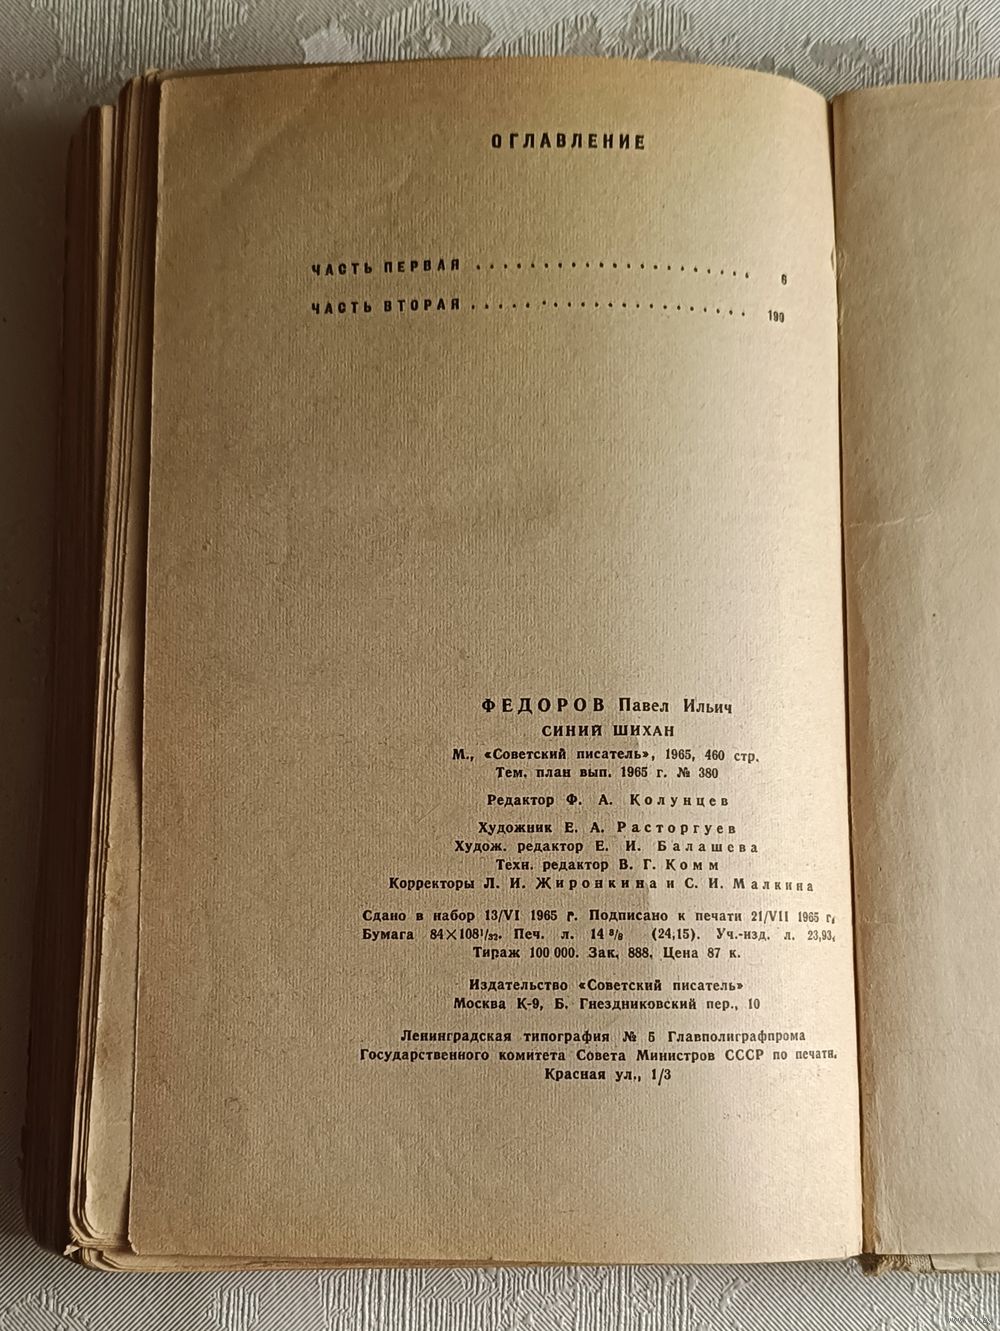 ОГЛАВЛЕНИЕ
ЧАСТЬ ПЕРВАЯ . . . . . . . . . . . . . . . . . . . . 6
ЧАСТЬ ВТОРАЯ . . . . . . . . . . . . . . . . . . . . 190
ФЕДОРОВ Павел Ильич
СИНИЙ ШИХАН
М., «Советский писатель», 1965, 460 стр.
Тем. план вып. 1965 г. № 380
Редактор Ф. А. Колунцев
Художник Е. А. Расторгуев
Худож. редактор Е. И. Балашева
Техн. редактор В. Г. Комм
Корректоры Л. И. Жиронкина и С. И. Малкина
Сдано в набор 13/VI 1965 г. Подписано к печати 21/VII 1965 г.
Бумага 84×108¹/₃₂. Печ. л. 14 ³/₈ (24,15). Уч.-изд. л. 23,93.
Тираж 100 000. Зак. 888. Цена 87 к.
Издательство «Советский писатель»
Москва К-9, Б. Гнездниковский пер., 10
Ленинградская типография № 5 Главполиграфпрома
Государственного комитета Совета Министров СССР по печати.
Красная ул., 1/3